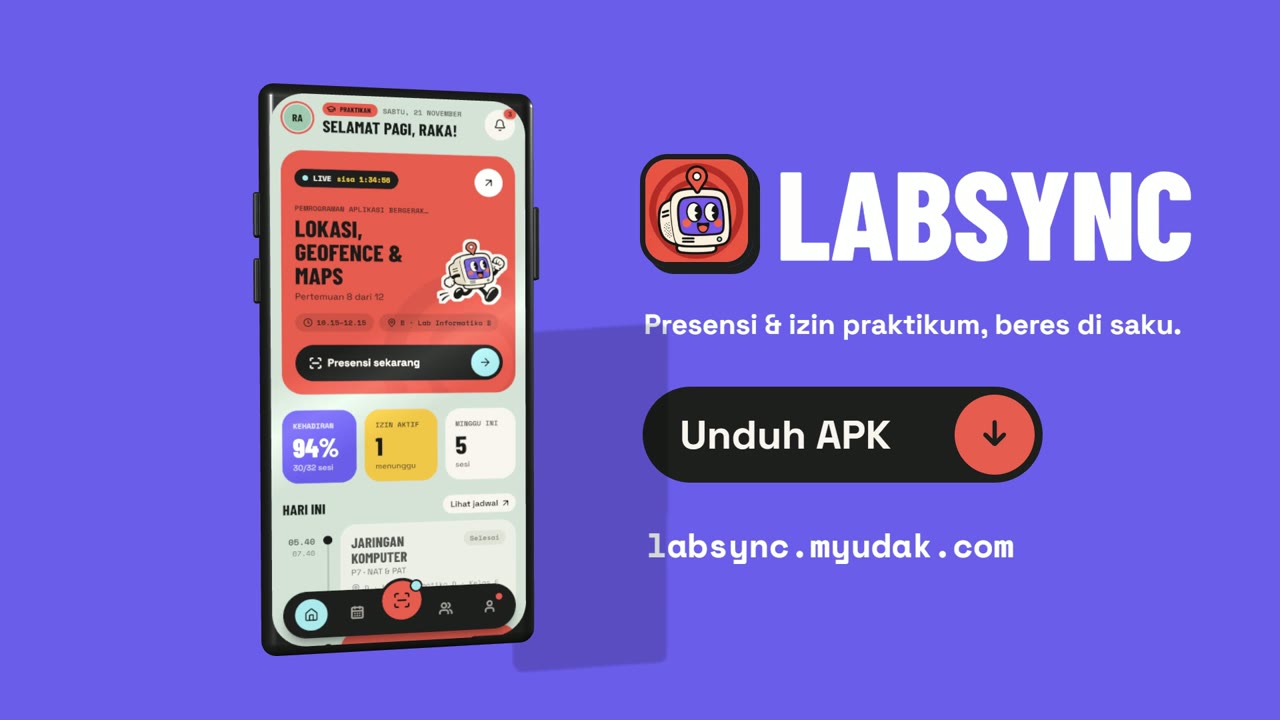 RA
PRAKTIKAN
SABTU, 21 NOVEMBER
3
SELAMAT PAGI, RAKA!
LIVE sisa 1:34:56
PEMROGRAMAN APLIKASI BERGERAK…
LOKASI,
GEOFENCE &
MAPS
Pertemuan 8 dari 12
10.15–12.15
B · Lab Informatika B
Presensi sekarang
KEHADIRAN
94%
30/32 sesi
IZIN AKTIF
1
menunggu
MINGGU INI
5
sesi
HARI INI
Lihat jadwal
05.40
07.40
JARINGAN
KOMPUTER
Selesai
P7 · NAT & PAT
LABSYNC
Presensi & izin praktikum, beres di saku.
Unduh APK
labsync.myudak.com